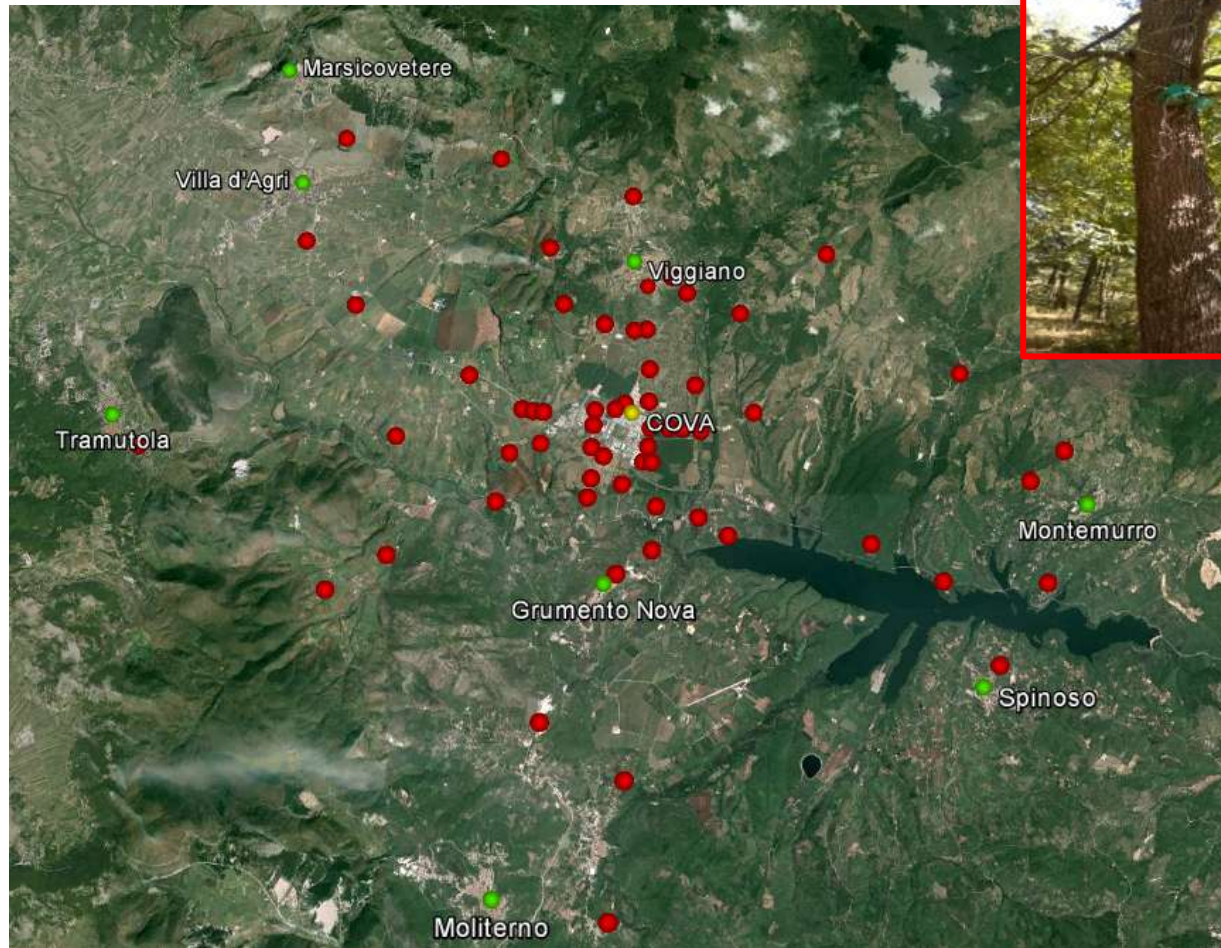 Marsicovetere
Villa d'Agri
Viggiano
Tramutola
COVA
Montemurro
Grumento Nova
Spinoso
Moliterno